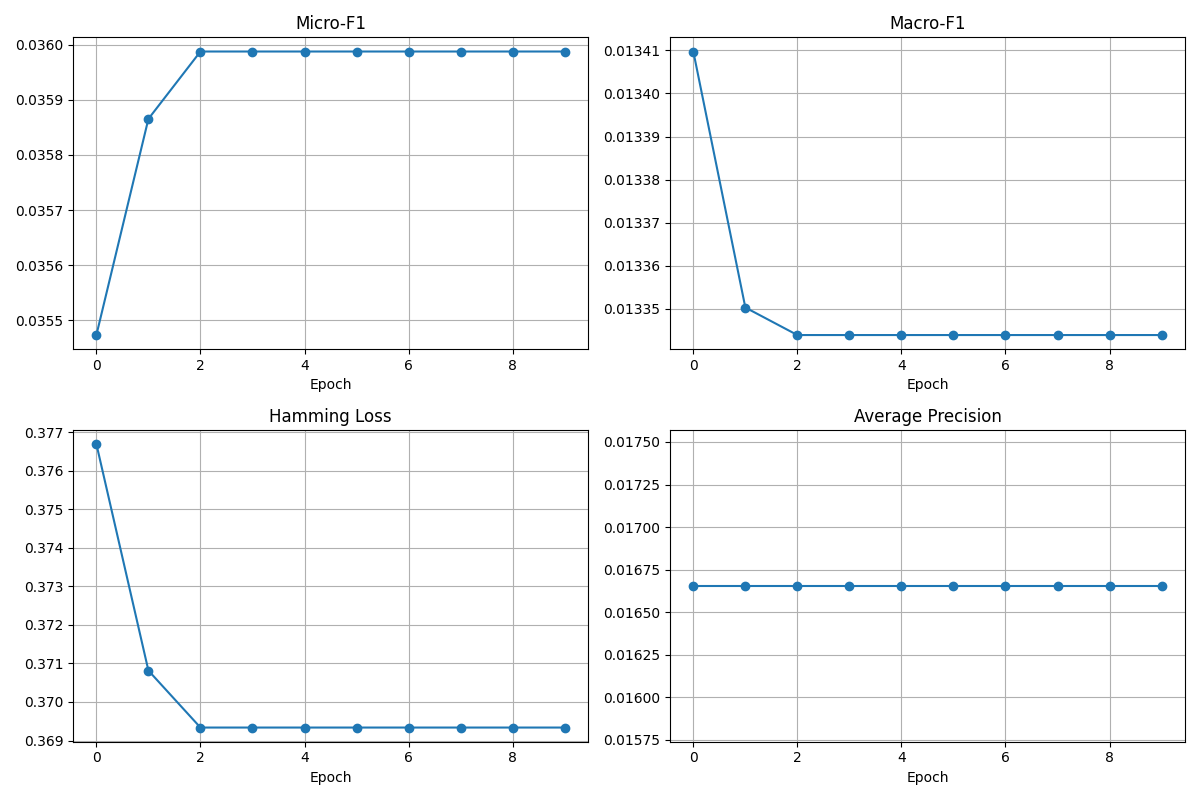 Micro-F1
0.0360
0.0359
0.0358
0.0357
0.0356
0.0355
0 2 4 6 8
Epoch
Macro-F1
0.01341
0.01340
0.01339
0.01338
0.01337
0.01336
0.01335
0 2 4 6 8
Epoch
Hamming Loss
0.377
0.376
0.375
0.374
0.373
0.372
0.371
0.370
0.369
0 2 4 6 8
Epoch
Average Precision
0.01750
0.01725
0.01700
0.01675
0.01650
0.01625
0.01600
0.01575
0 2 4 6 8
Epoch